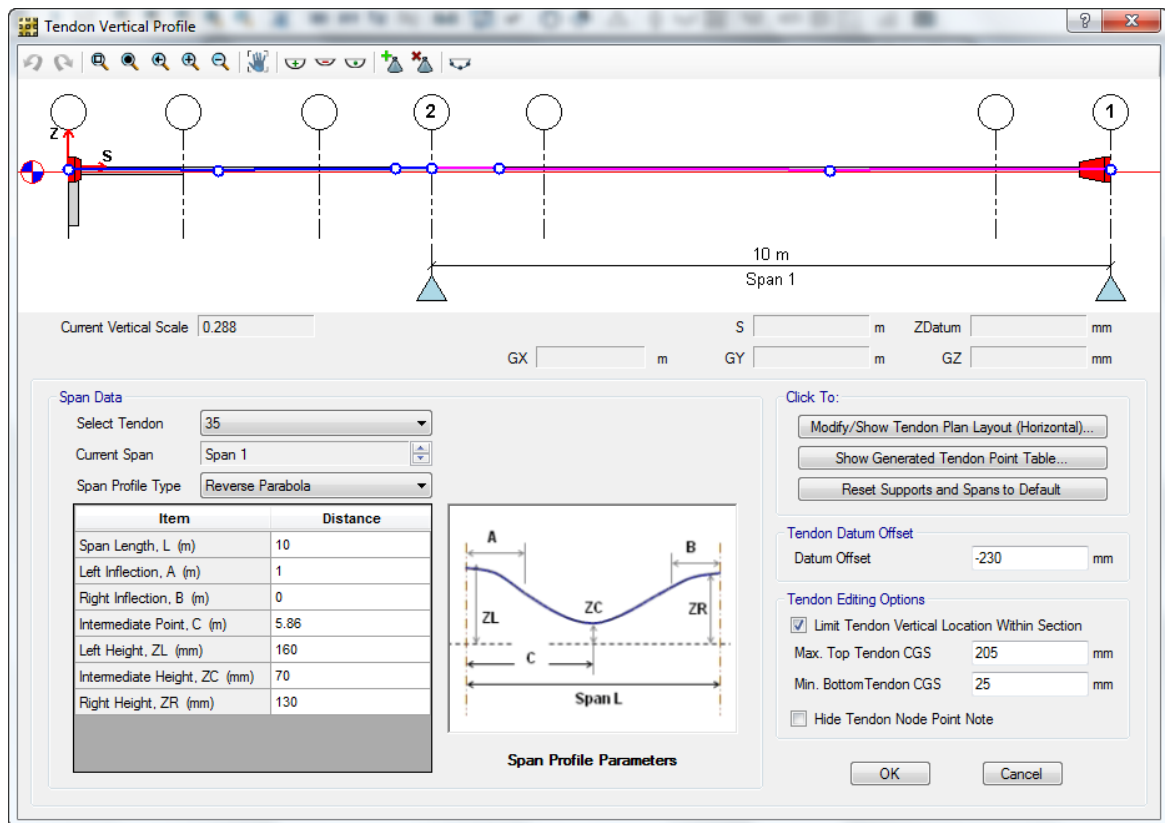 Tendon Vertical Profile
?
2
1
Z
S
10 m
Span 1
Current Vertical Scale 0.288
S m ZDatum mm
GX m GY m GZ mm
Span Data
Select Tendon 35
Current Span Span 1
Span Profile Type Reverse Parabola
Item Distance
Span Length, L (m) 10
Left Inflection, A (m) 1
Right Inflection, B (m) 0
Intermediate Point, C (m) 5.86
Left Height, ZL (mm) 160
Intermediate Height, ZC (mm) 70
Right Height, ZR (mm) 130
A
B
ZL
ZC
ZR
C
Span L
Span Profile Parameters
Click To:
Modify/Show Tendon Plan Layout (Horizontal)...
Show Generated Tendon Point Table...
Reset Supports and Spans to Default
Tendon Datum Offset
Datum Offset -230 mm
Tendon Editing Options
Limit Tendon Vertical Location Within Section
Max. Top Tendon CGS 205 mm
Min. BottomTendon CGS 25 mm
Hide Tendon Node Point Note
OK Cancel